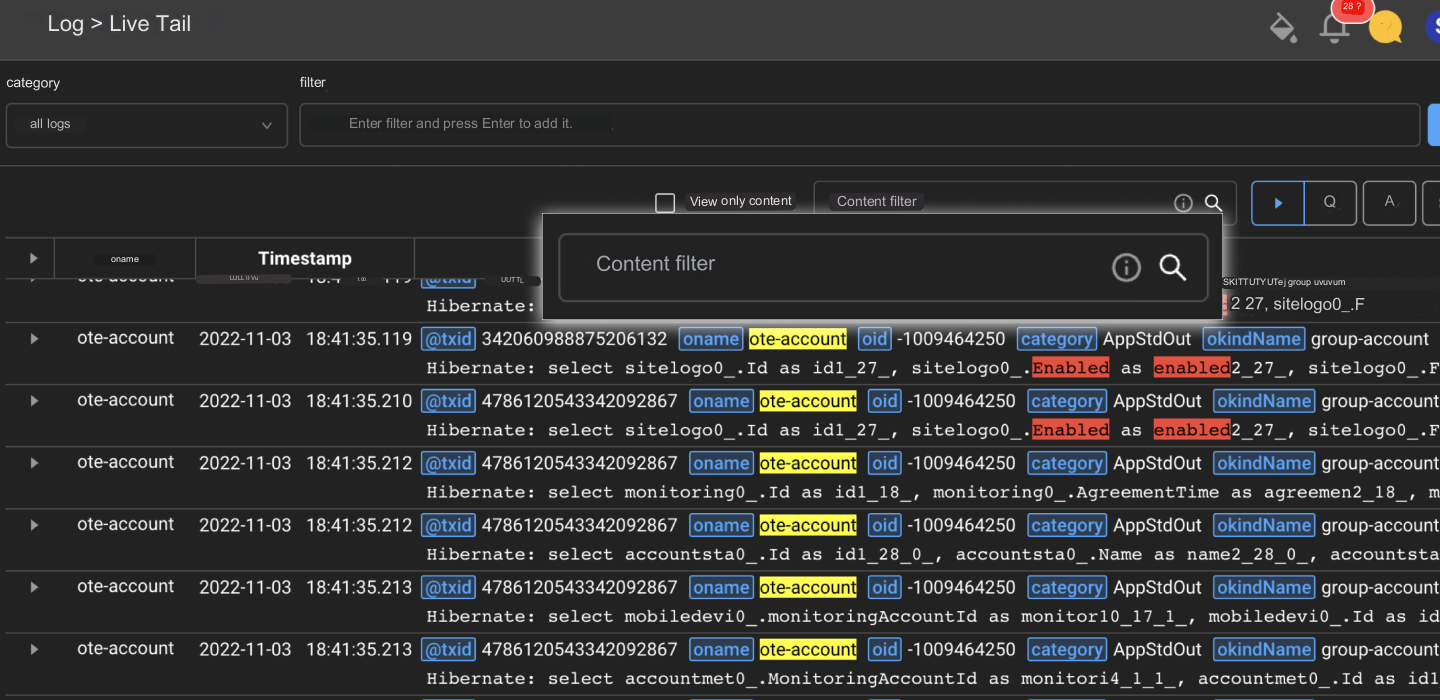 Log > Live Tail
28 ?
category
filter
all logs
Enter filter and press Enter to add it.
View only content
Content filter
Q
A
Content filter
oname
Timestamp
Hibernate:
2 27, sitelogo0_.F
ote-account 2022-11-03 18:41:35.119 @txid 342060988875206132 oname ote-account oid -1009464250 category AppStdOut okindName group-account
Hibernate: select sitelogo0_.Id as id1_27_, sitelogo0_.Enabled as enabled2_27_, sitelogo0_.F
ote-account 2022-11-03 18:41:35.210 @txid 4786120543342092867 oname ote-account oid -1009464250 category AppStdOut okindName group-account
Hibernate: select sitelogo0_.Id as id1_27_, sitelogo0_.Enabled as enabled2_27_, sitelogo0_.F
ote-account 2022-11-03 18:41:35.212 @txid 4786120543342092867 oname ote-account oid -1009464250 category AppStdOut okindName group-account
Hibernate: select monitoring0_.Id as id1_18_, monitoring0_.AgreementTime as agreemen2_18_, m
ote-account 2022-11-03 18:41:35.212 @txid 4786120543342092867 oname ote-account oid -1009464250 category AppStdOut okindName group-account
Hibernate: select accountsta0_.Id as id1_28_0_, accountsta0_.Name as name2_28_0_, accountsta
ote-account 2022-11-03 18:41:35.213 @txid 4786120543342092867 oname ote-account oid -1009464250 category AppStdOut okindName group-account
Hibernate: select mobiledevi0_.monitoringAccountId as monitor10_17_1_, mobiledevi0_.Id as id
ote-account 2022-11-03 18:41:35.213 @txid 4786120543342092867 oname ote-account oid -1009464250 category AppStdOut okindName group-account
Hibernate: select accountmet0_.MonitoringAccountId as monitori4_1_1_, accountmet0_.Id as id1